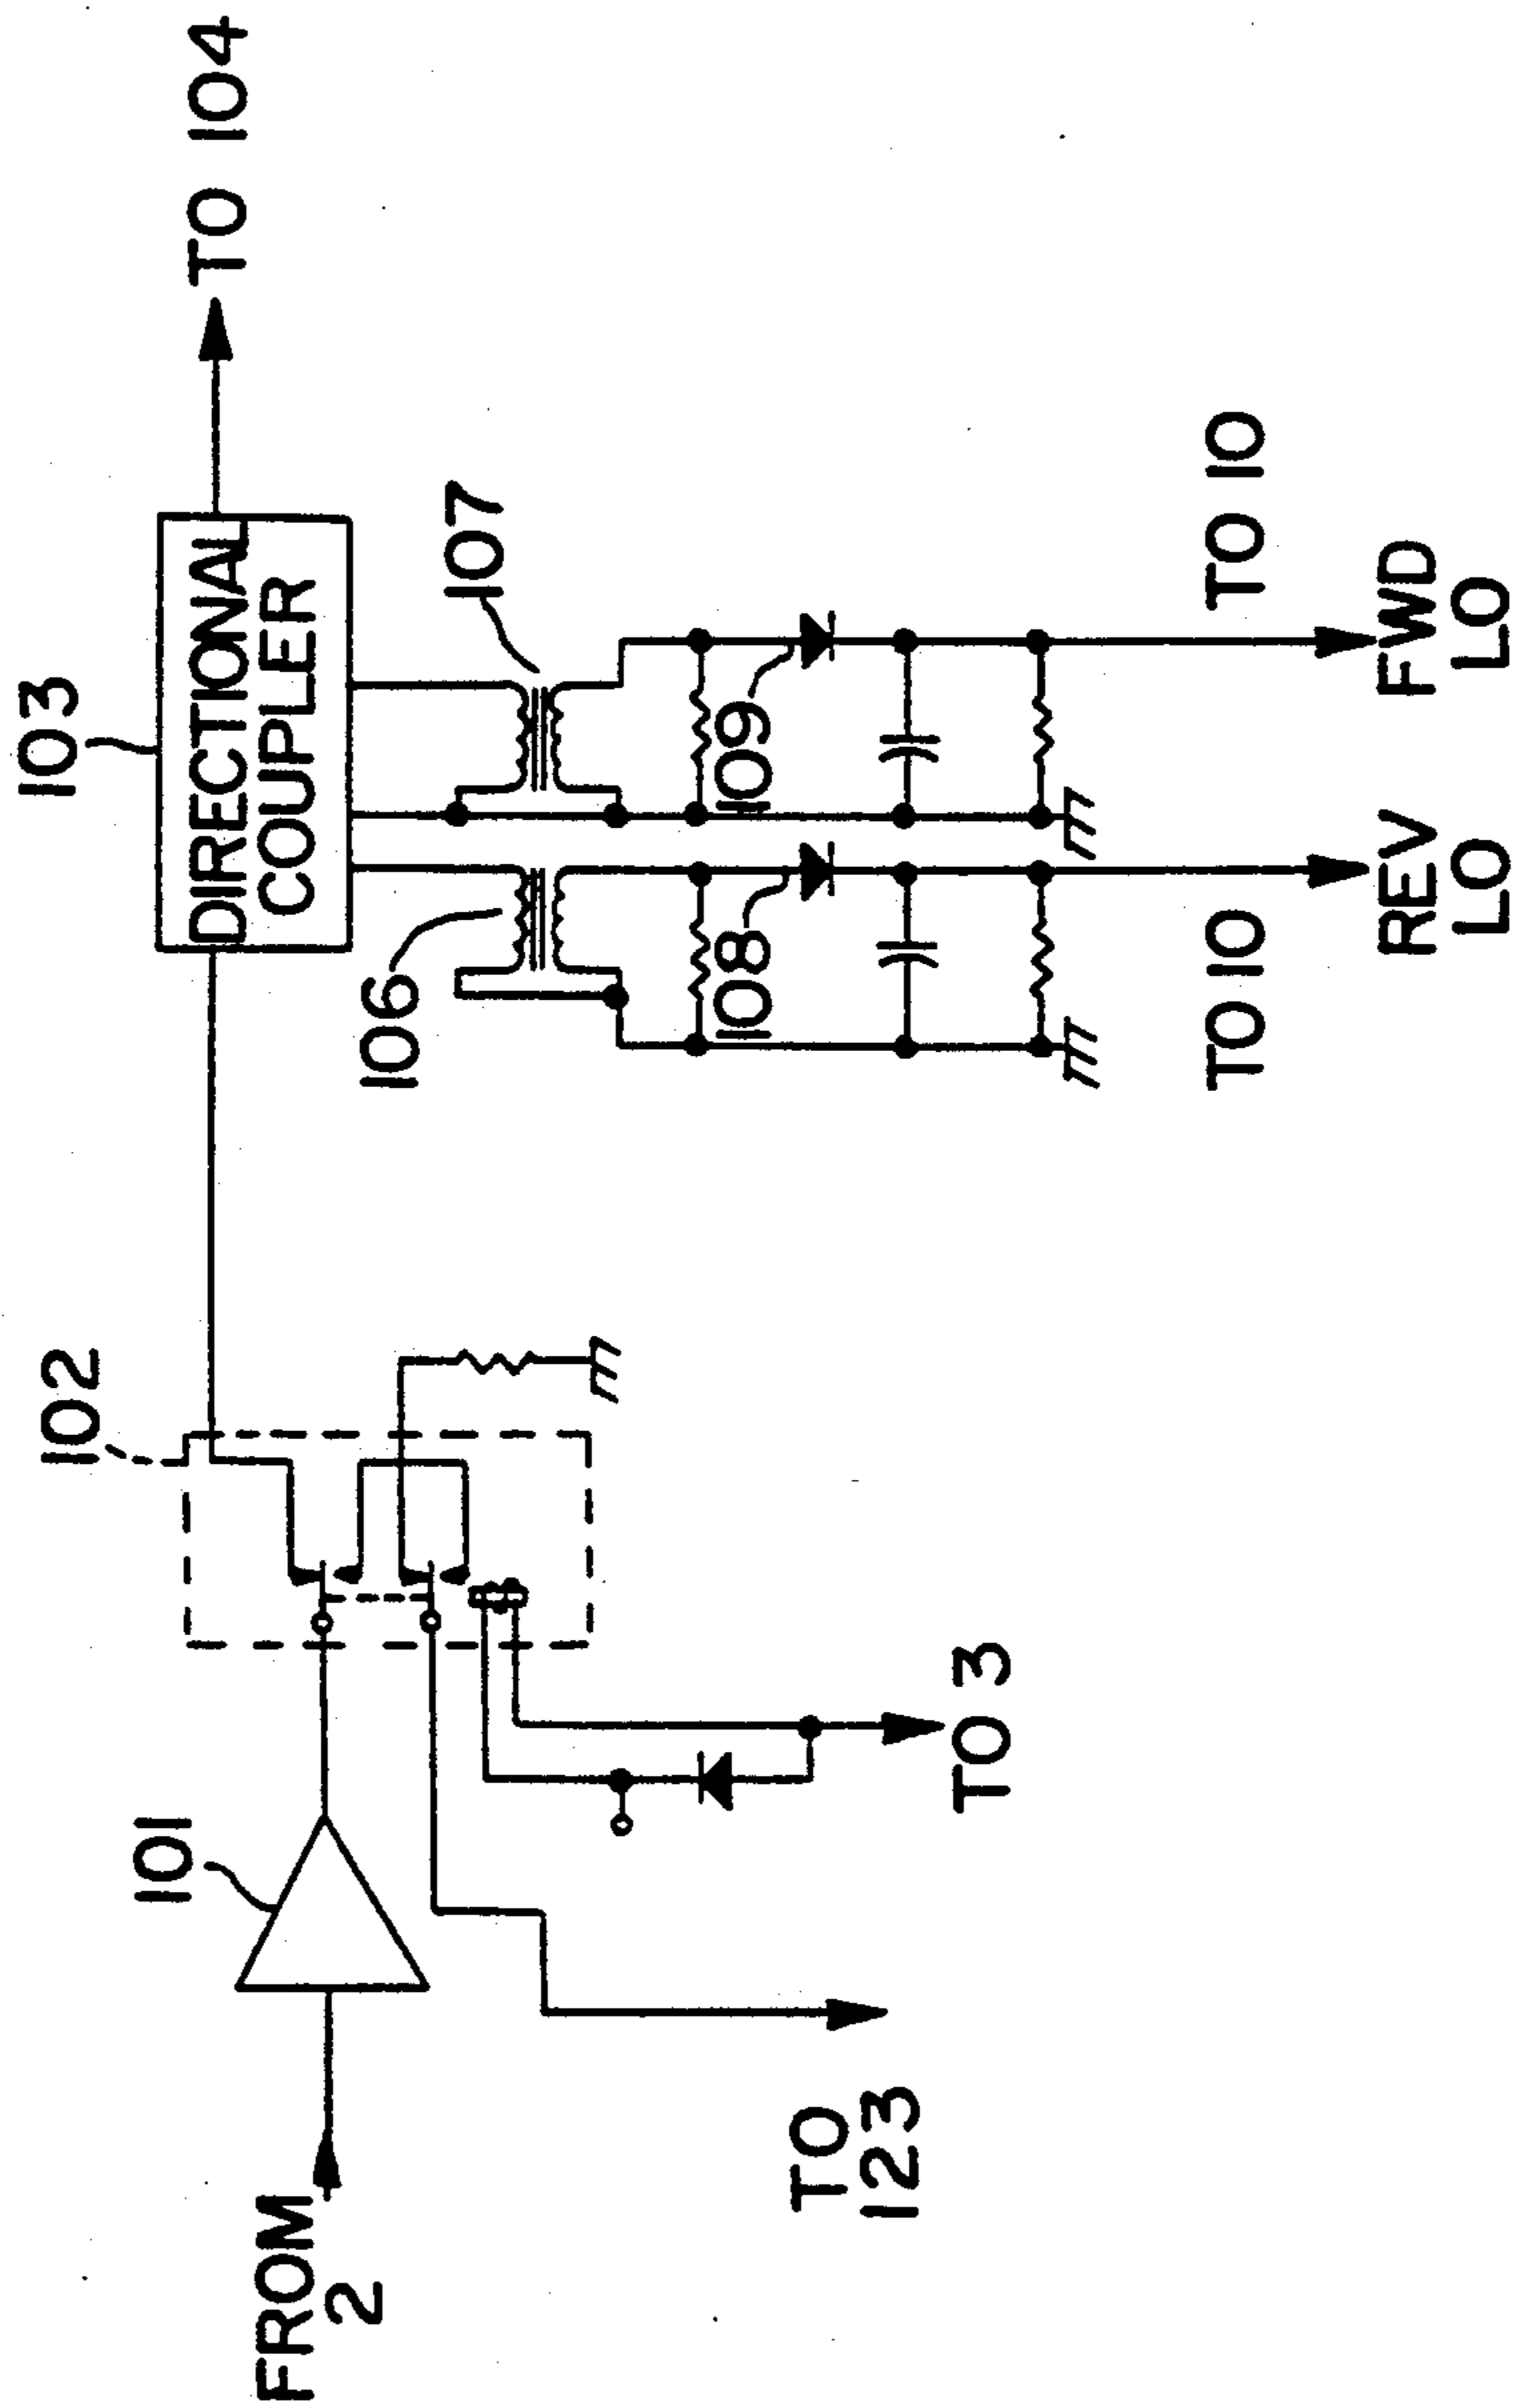 103
TO 104
DIRECTIONAL
COUPLER
102
101
107
106
FROM
2
109
108
TO
123
TO 3
TO 10
TO 10
REV
LO
FWD
LO